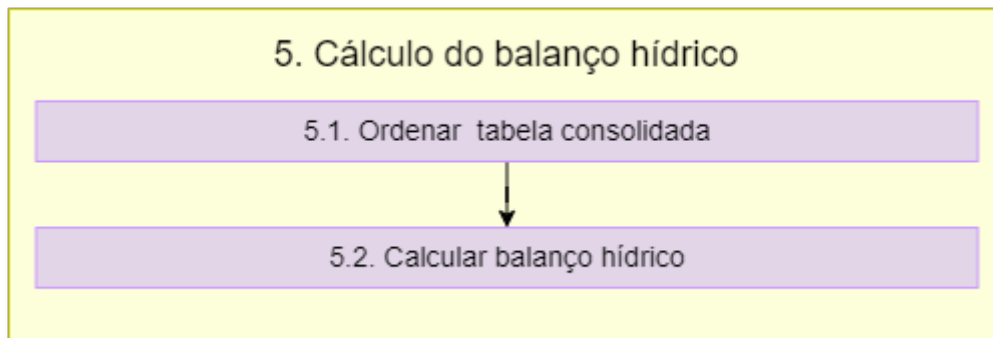 5. Cálculo do balanço hídrico
5.1. Ordenar  tabela consolidada
5.2. Calcular balanço hídrico